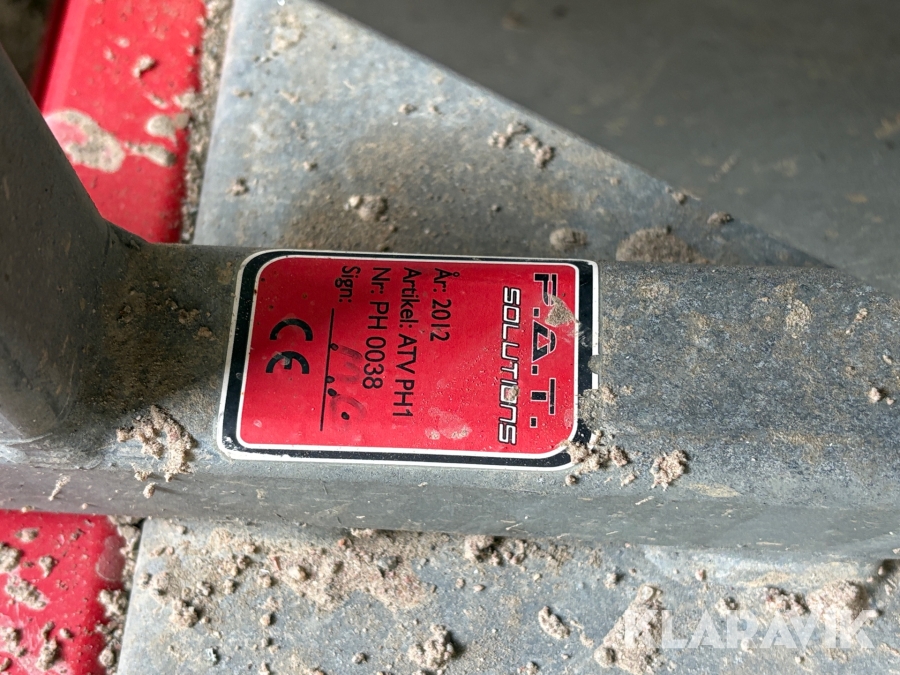 P.A.T.
SOLUTIONS
År: 2012
Artikel: ATV PH1
Nr: PH 0038
Sign:
CE
KLARAVIK